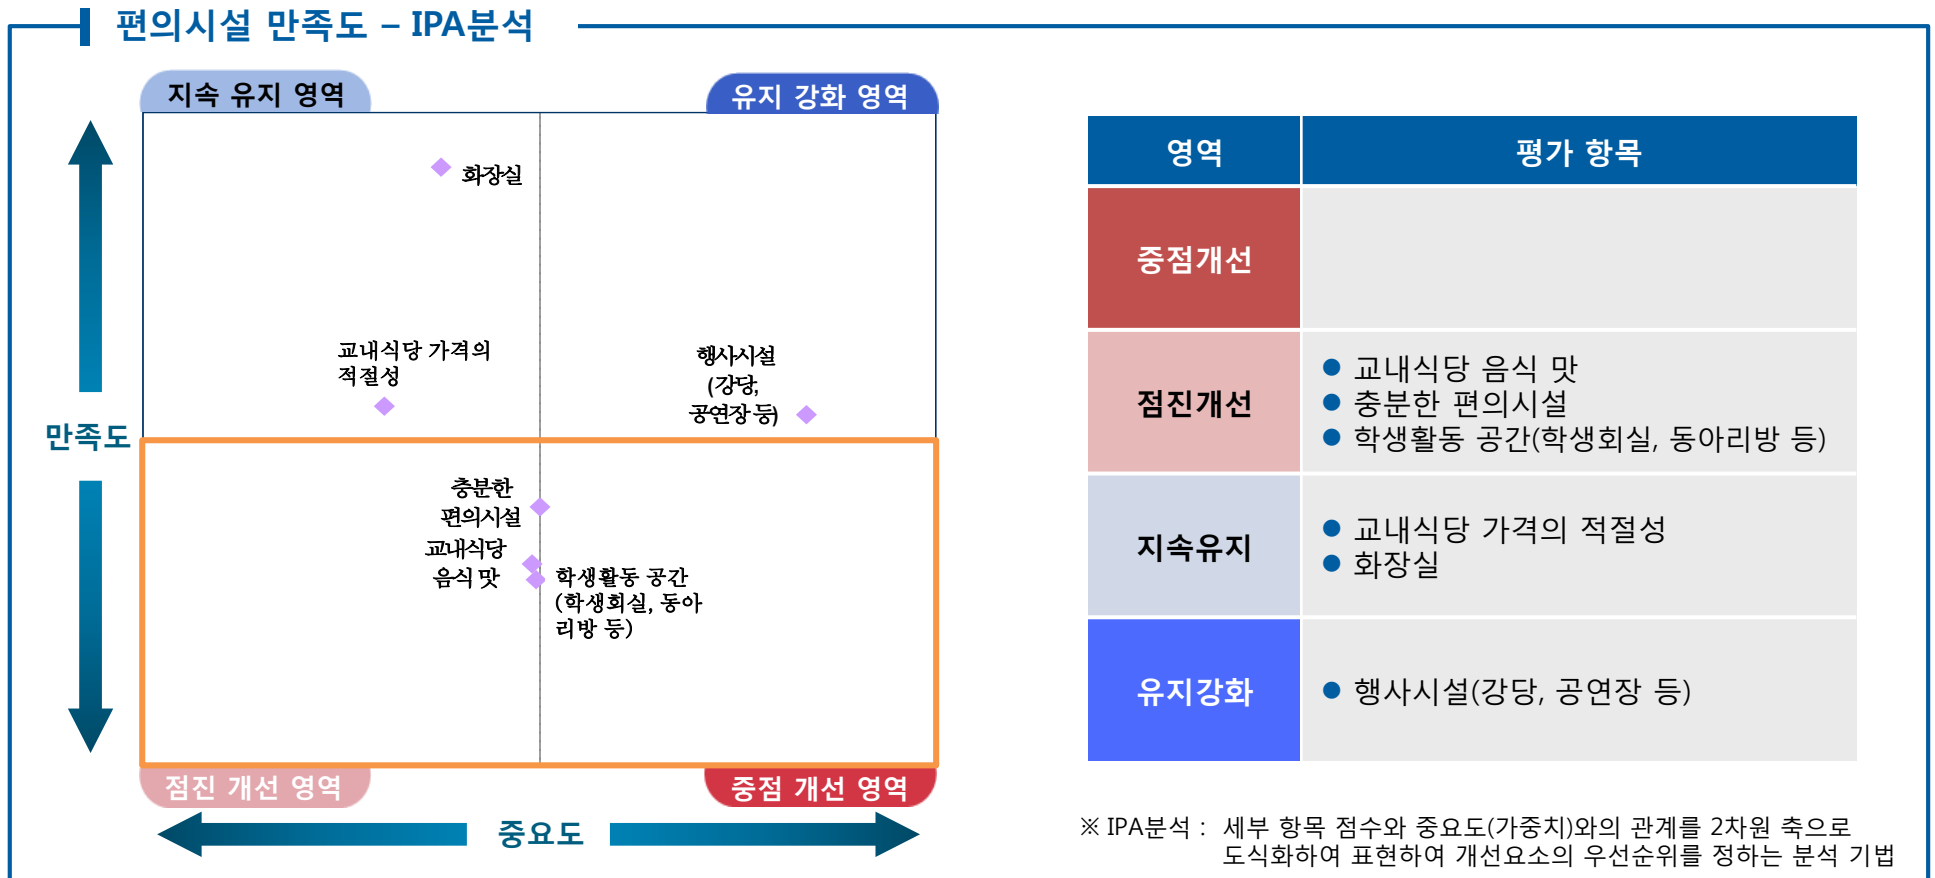 편의시설 만족도 – IPA분석
지속 유지 영역
유지 강화 영역
화장실
교내식당 가격의
적절성
행사시설
(강당,
공연장 등)
만족도
충분한
편의시설
교내식당
음식 맛
학생활동 공간
(학생회실, 동아
리방 등)
점진 개선 영역
중점 개선 영역
중요도
영역
평가 항목
중점개선
점진개선
● 교내식당 음식 맛
● 충분한 편의시설
● 학생활동 공간(학생회실, 동아리방 등)
지속유지
● 교내식당 가격의 적절성
● 화장실
유지강화
● 행사시설(강당, 공연장 등)
※ IPA분석 : 세부 항목 점수와 중요도(가중치)와의 관계를 2차원 축으로
도식화하여 표현하여 개선요소의 우선순위를 정하는 분석 기법